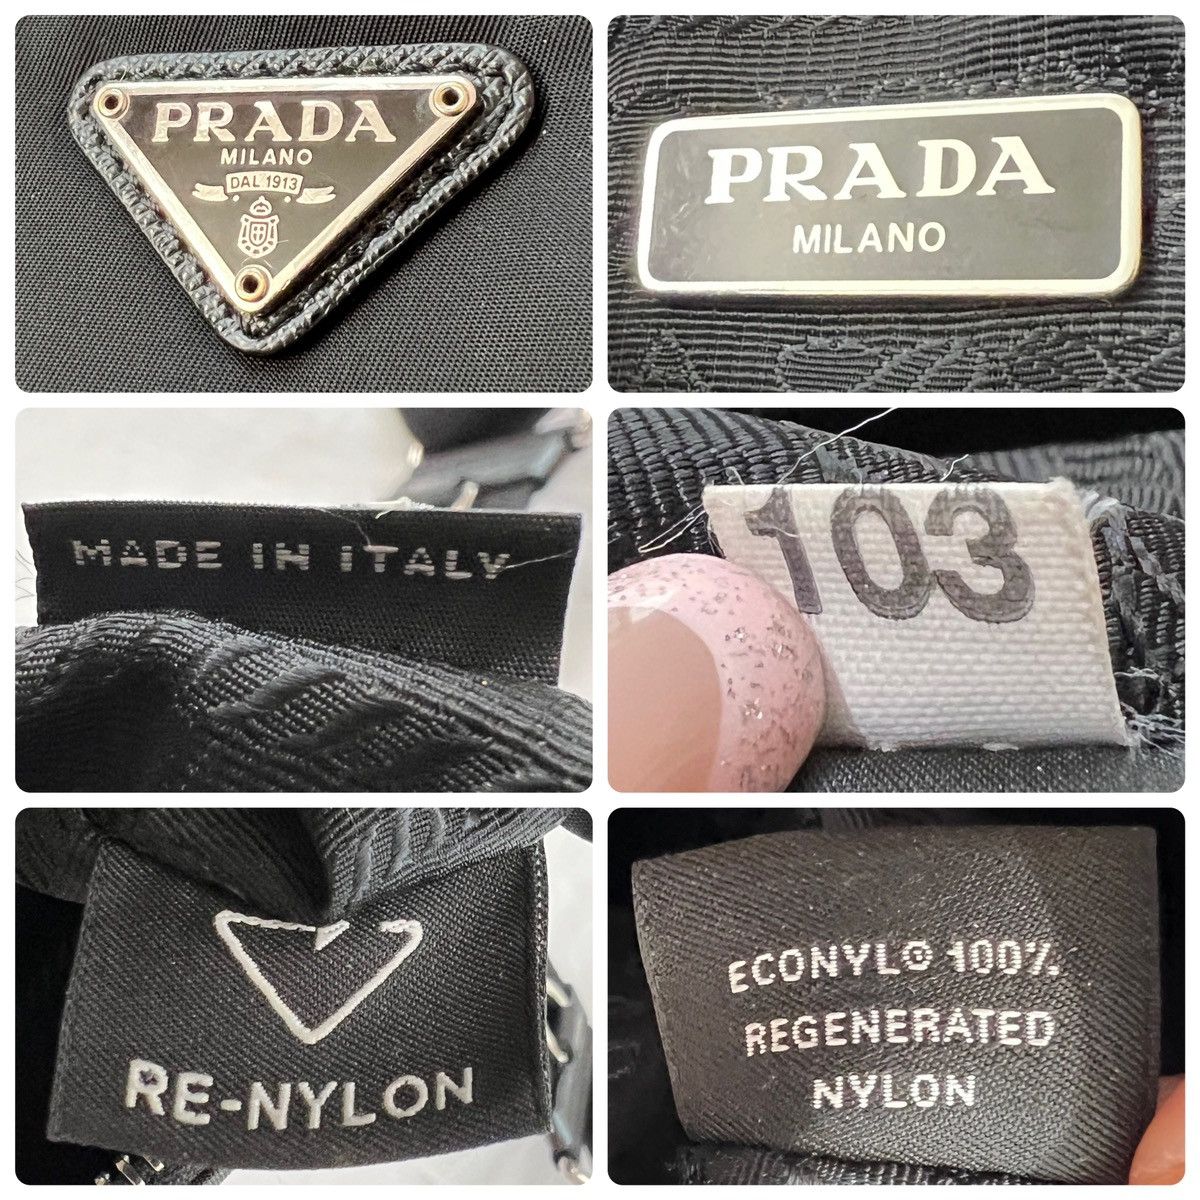 PRADA
MILANO
DAL 1913
PRADA
MILANO
MADE IN ITALY
103
RE-NYLON
ECONYL® 100%
REGENERATED
NYLON